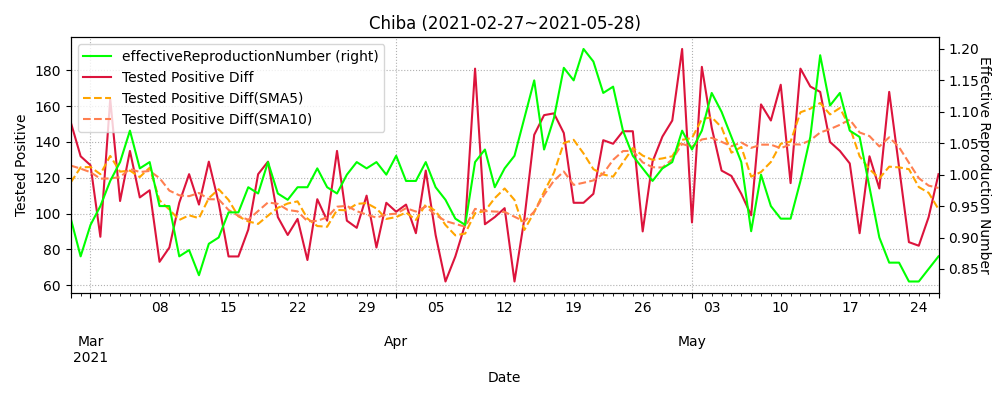 Chiba (2021-02-27~2021-05-28)
effectiveReproductionNumber (right)
Tested Positive Diff
Tested Positive Diff(SMA5)
Tested Positive Diff(SMA10)
Tested Positive
180
160
140
120
100
80
60
1.20
1.15
1.10
1.05
1.00
0.95
0.90
0.85
Effective Reproduction Number
08 15 22 29 05 12 19 26 03 10 17 24
Mar Apr May
2021
Date